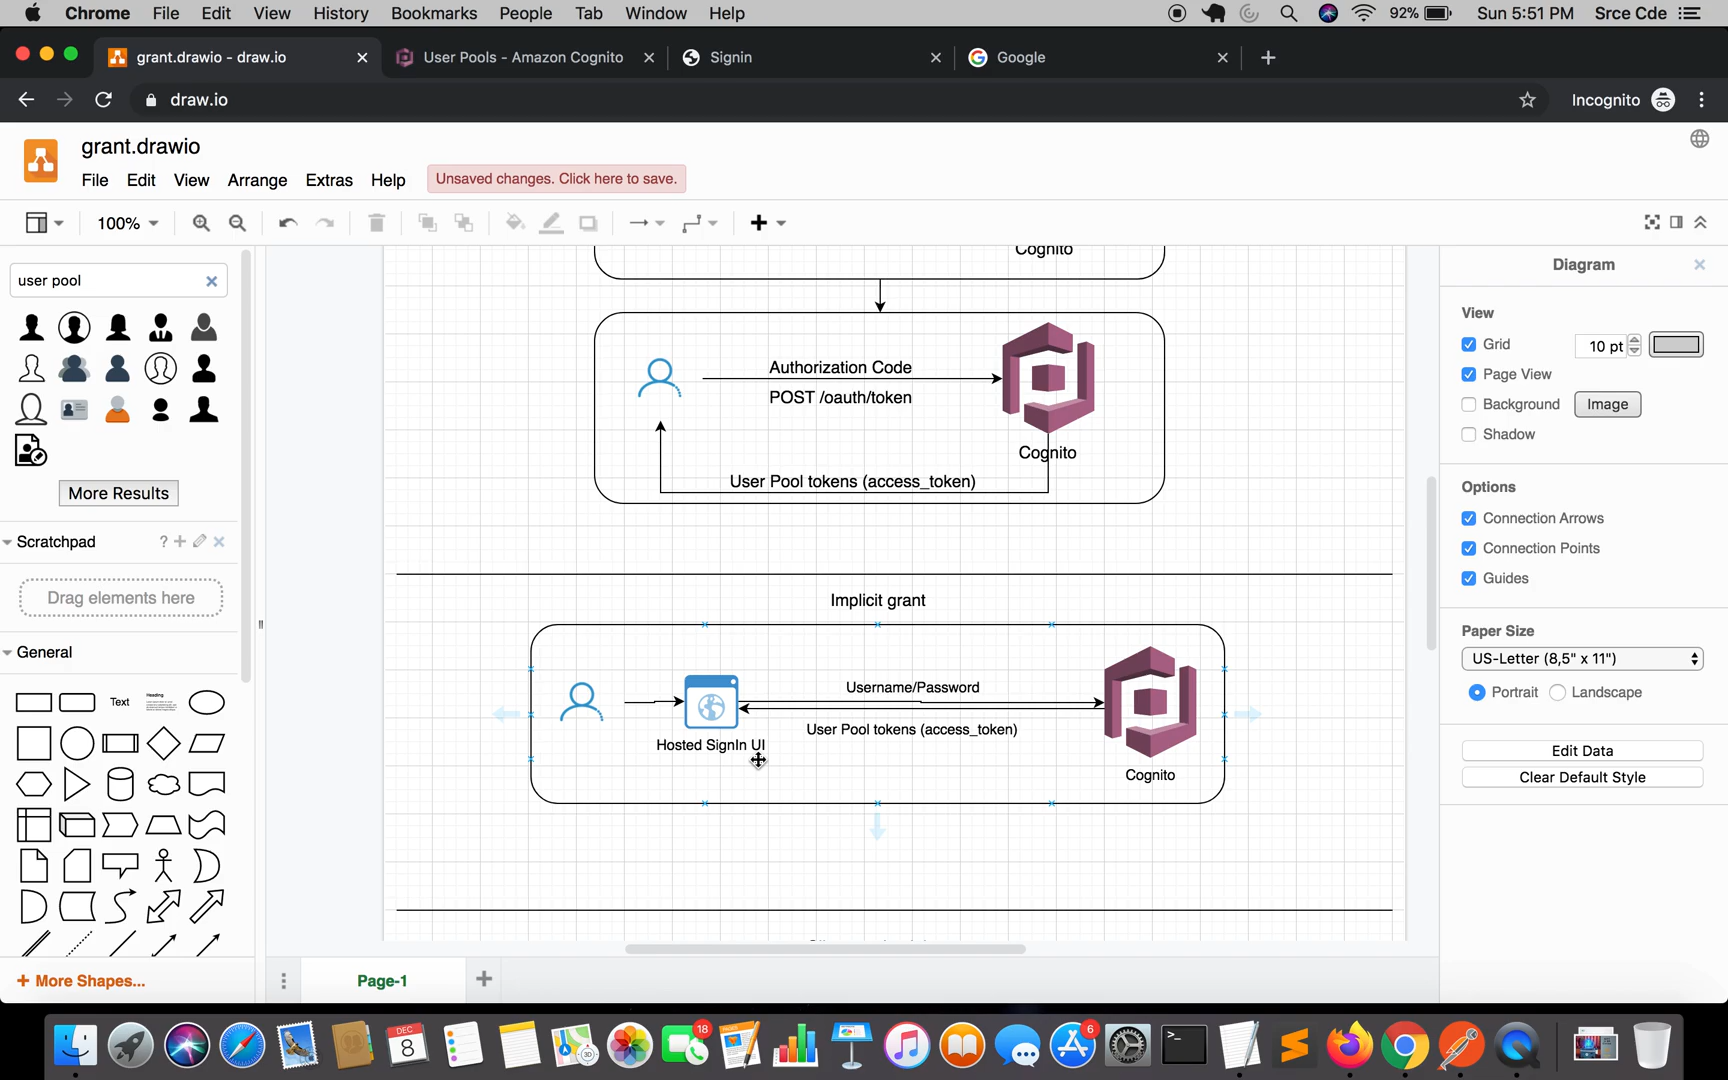 Chrome File Edit View History Bookmarks People Tab Window Help 92% Sun 5:51 PM Srce Cde
grant.drawio - draw.io User Pools - Amazon Cognito Signin Google
draw.io Incognito
grant.drawio
File Edit View Arrange Extras Help Unsaved changes. Click here to save.
100%
user pool
More Results
Scratchpad ?
Drag elements here
General
Text
Heading
+ More Shapes...
Cognito
Authorization Code
POST /oauth/token
Cognito
User Pool tokens (access_token)
Implicit grant
Username/Password
User Pool tokens (access_token)
Hosted SignIn UI
Cognito
Page-1
Diagram
View
Grid 10 pt
Page View
Background Image
Shadow
Options
Connection Arrows
Connection Points
Guides
Paper Size
US-Letter (8,5" x 11")
Portrait Landscape
Edit Data
Clear Default Style
DEC
8
18
6